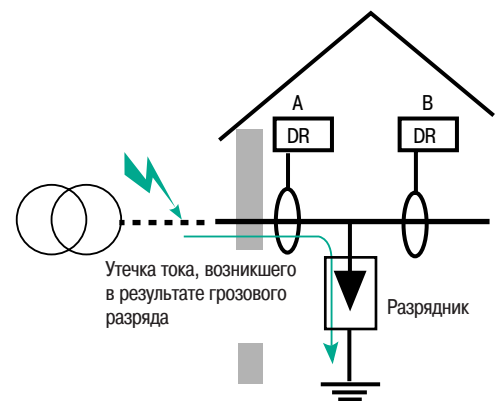 A
B
DR
DR
Утечка тока, возникшего
в результате грозового
разряда
Разрядник